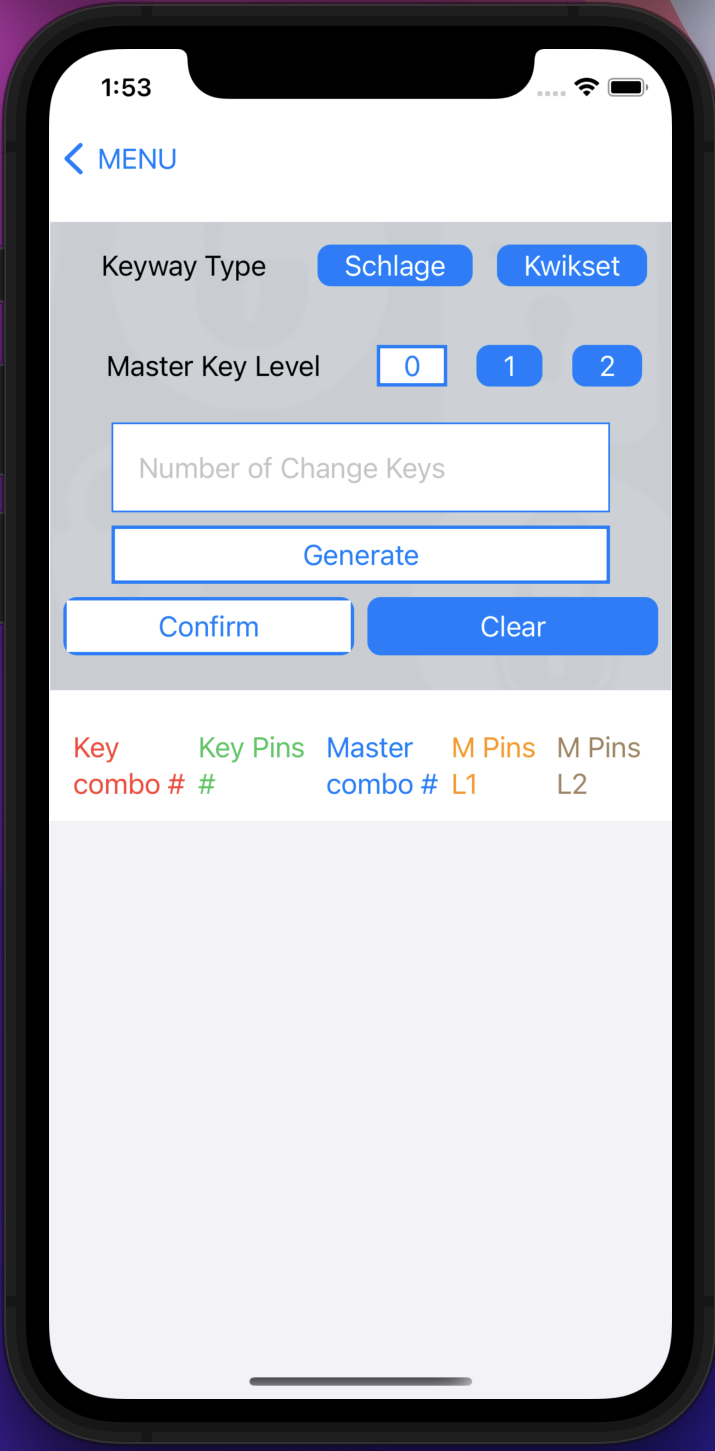 1:53
MENU
Keyway Type Schlage Kwikset
Master Key Level 0 1 2
Number of Change Keys
Generate
Confirm Clear
Key Key Pins Master M Pins M Pins
combo # # combo # L1 L2